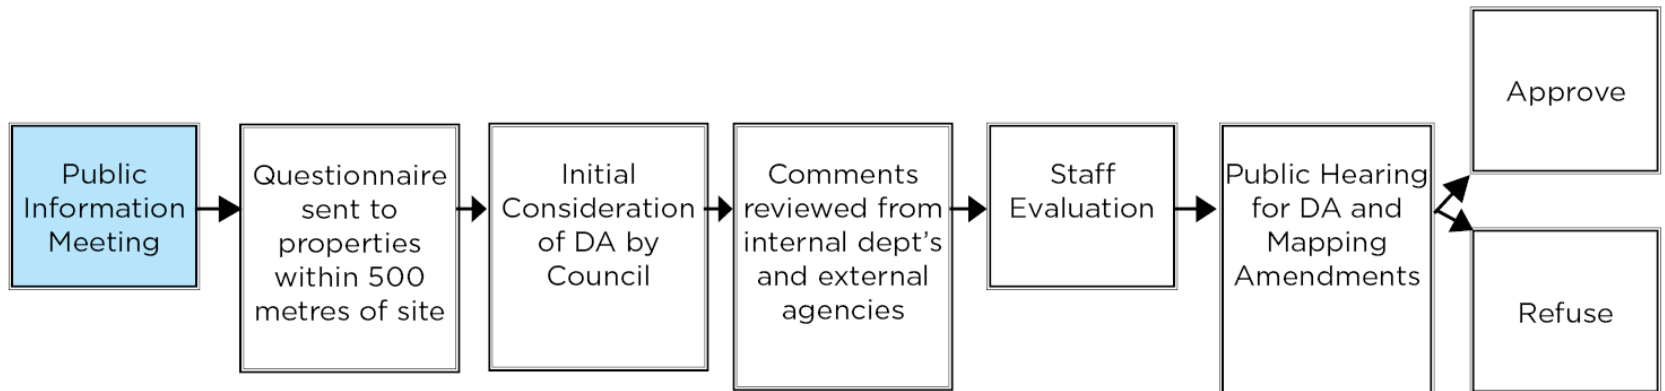 Public
Information
Meeting
Questionnaire
sent to
properties
within 500
metres of site
Initial
Consideration
of DA by
Council
Comments
reviewed from
internal dept's
and external
agencies
Staff
Evaluation
Public Hearing
for DA and
Mapping
Amendments
Approve
Refuse